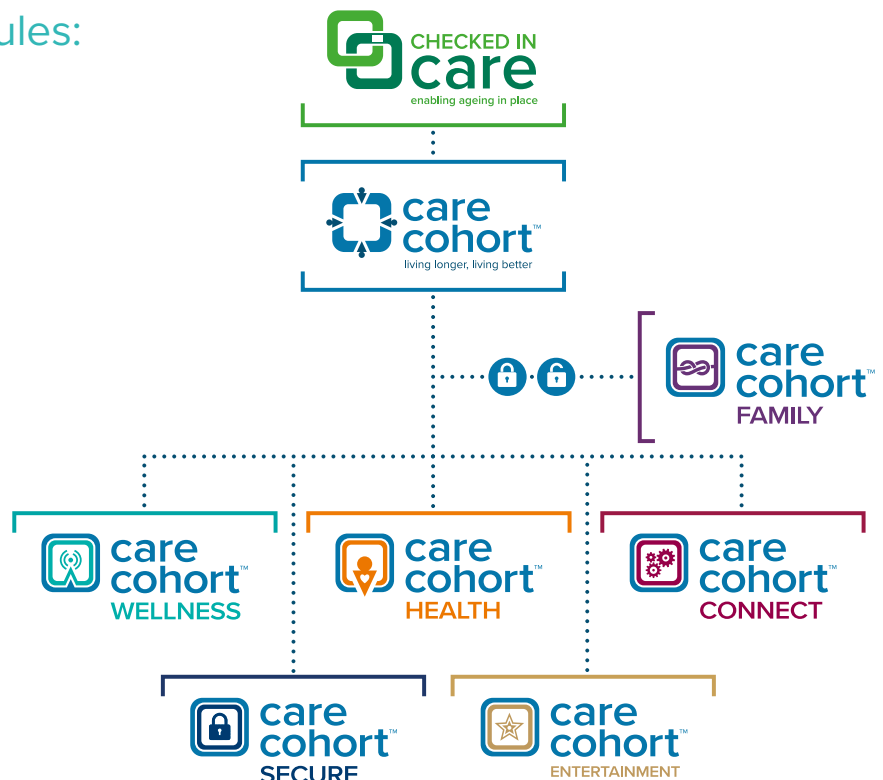 ules:
CHECKED IN
care
enabling ageing in place
care
cohort™
living longer, living better
care
cohort™
FAMILY
care
cohort™
WELLNESS
care
cohort™
HEALTH
care
cohort™
CONNECT
care
cohort™
SECURE
care
cohort™
ENTERTAINMENT